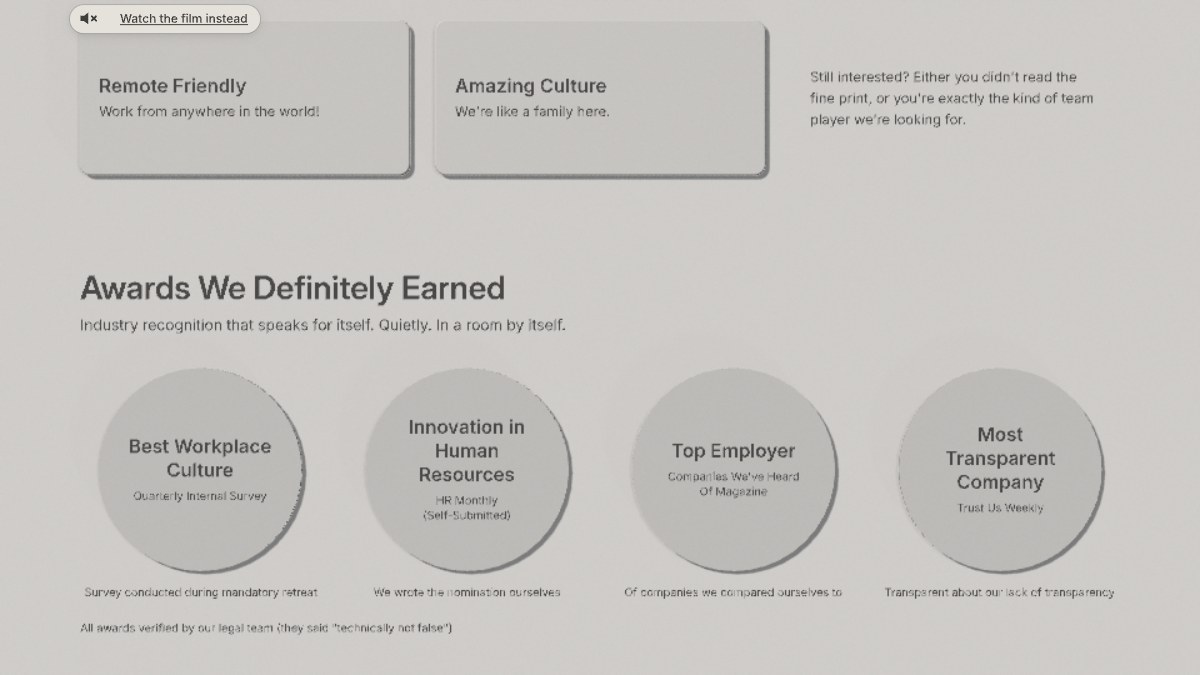 Watch the film instead
Remote Friendly
Work from anywhere in the world!
Amazing Culture
We're like a family here.
Still interested? Either you didn't read the
fine print, or you're exactly the kind of team
player we're looking for.
Awards We Definitely Earned
Industry recognition that speaks for itself. Quietly. In a room by itself.
Best Workplace
Culture
Quarterly Internal Survey
Innovation in
Human
Resources
HR Monthly
(Self-Submitted)
Top Employer
Companies We've Heard
Of Magazine
Most
Transparent
Company
Trust Us Weekly
Survey conducted during mandatory retreat
We wrote the nomination ourselves
Of companies we compared ourselves to
Transparent about our lack of transparency
All awards verified by our legal team (they said "technically not false")